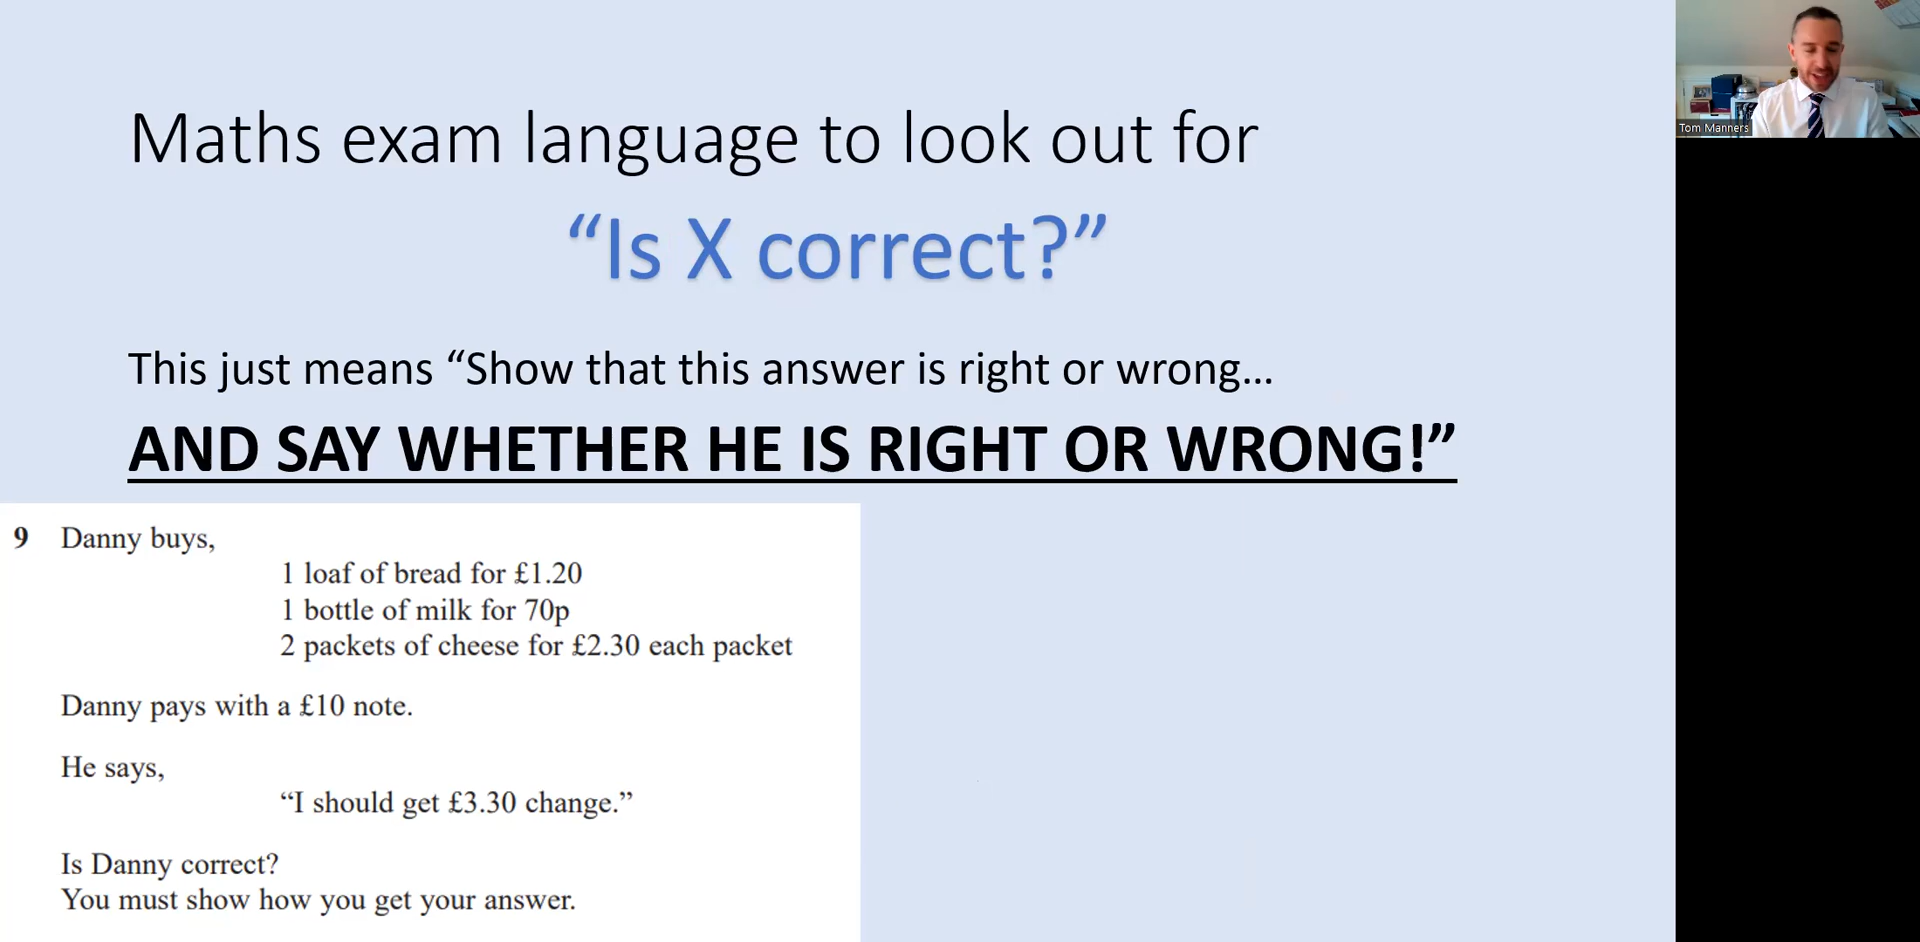 Maths exam language to look out for
“Is X correct?”
This just means “Show that this answer is right or wrong…
AND SAY WHETHER HE IS RIGHT OR WRONG!”
9 Danny buys,
1 loaf of bread for £1.20
1 bottle of milk for 70p
2 packets of cheese for £2.30 each packet
Danny pays with a £10 note.
He says,
“I should get £3.30 change.”
Is Danny correct?
You must show how you get your answer.
Tom Manners